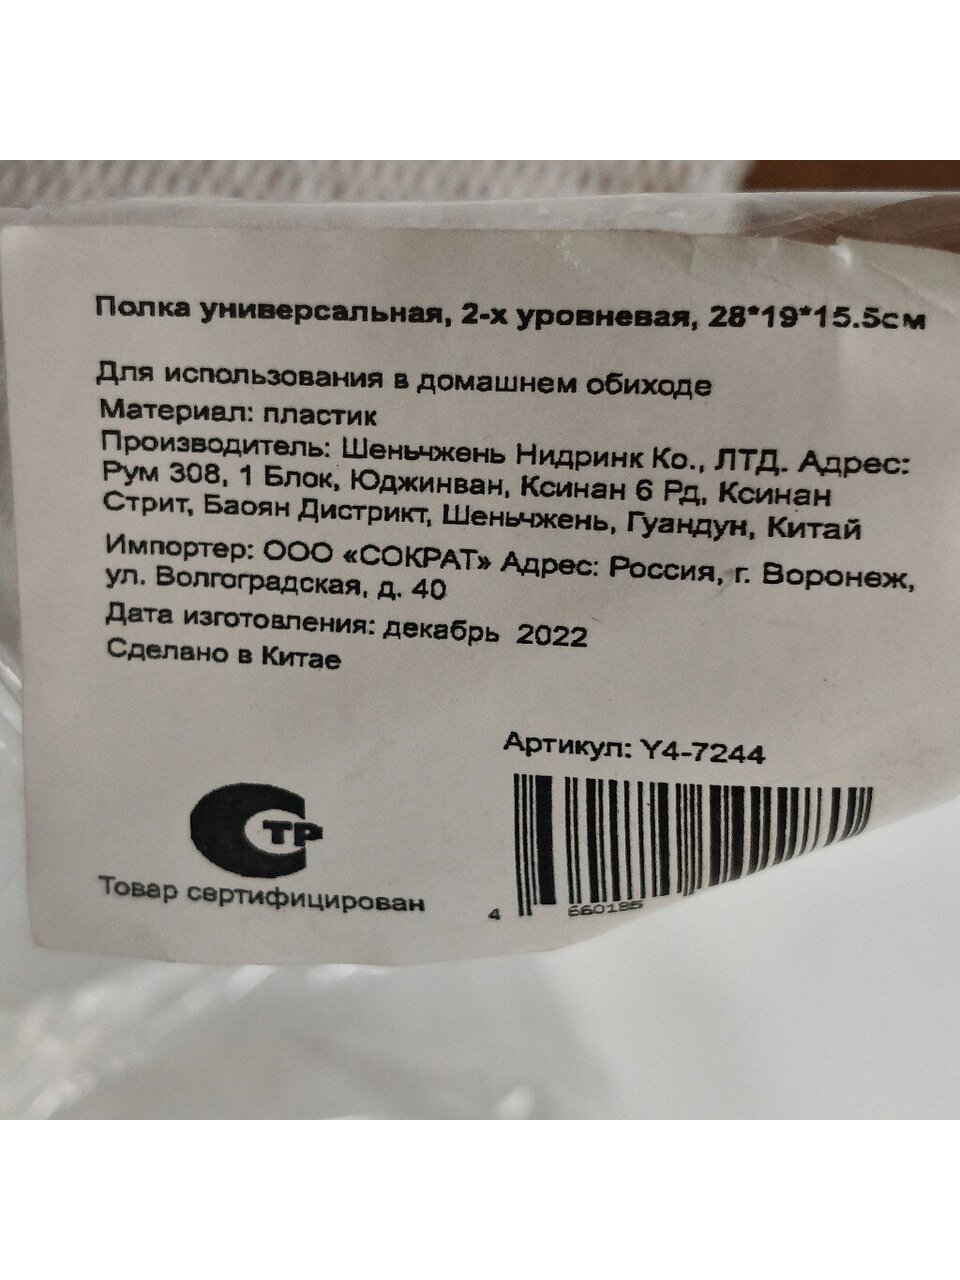 Полка универсальная, 2-х уровневая, 28*19*15.5см
Для использования в домашнем обиходе
Материал: пластик
Производитель: Шеньчжень Нидринк Ко., ЛТД. Адрес:
Рум 308, 1 Блок, Юджинван, Ксинан 6 Рд, Ксинан
Стрит, Баоян Дистрикт, Шеньчжень, Гуандун, Китай
Импортер: ООО «СОКРАТ» Адрес: Россия, г. Воронеж,
ул. Волгоградская, д. 40
Дата изготовления: декабрь 2022
Сделано в Китае
Артикул: Y4-7244
СТР
Товар сертифицирован
4 660185